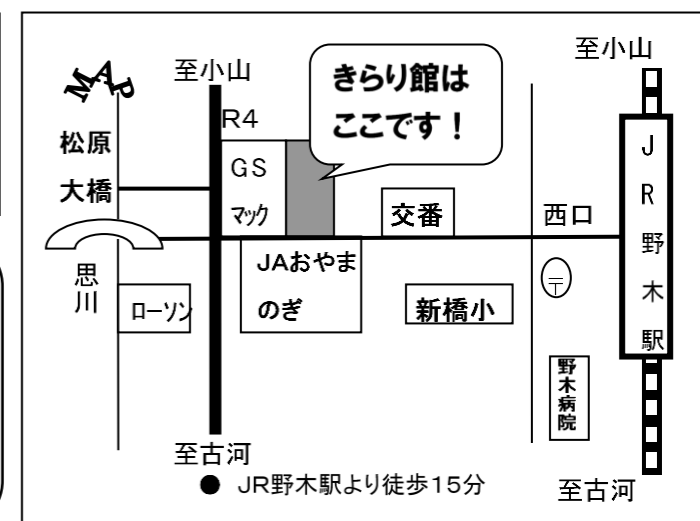 MAP
至小山
至小山
きらり館は
ここです！
R4
松原
大橋
GS
マック
交番
西口
JR野木駅
思川
〒
JAおやま
のぎ
ローソン
新橋小
野木病院
至古河
至古河
● JR野木駅より徒歩15分